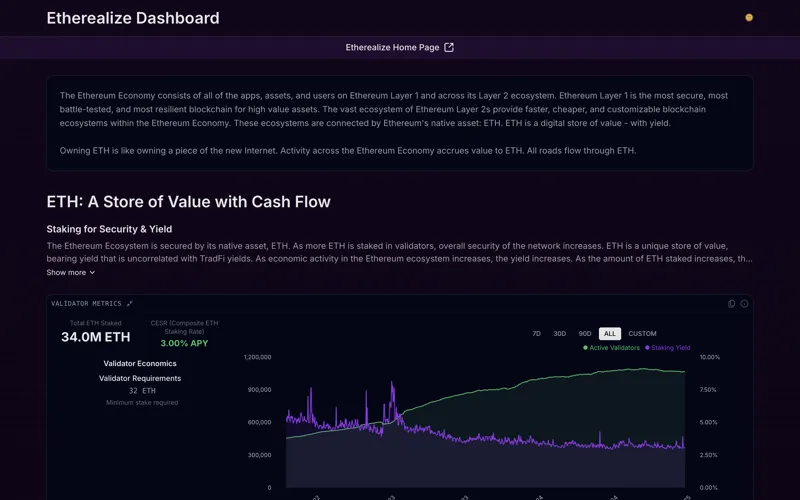 Etherealize Dashboard
Etherealize Home Page
The Ethereum Economy consists of all of the apps, assets, and users on Ethereum Layer 1 and across its Layer 2 ecosystem. Ethereum Layer 1 is the most secure, most
battle-tested, and most resilient blockchain for high value assets. The vast ecosystem of Ethereum Layer 2s provide faster, cheaper, and customizable blockchain
ecosystems within the Ethereum Economy. These ecosystems are connected by Ethereum's native asset: ETH. ETH is a digital store of value - with yield.
Owning ETH is like owning a piece of the new Internet. Activity across the Ethereum Economy accrues value to ETH. All roads flow through ETH.
ETH: A Store of Value with Cash Flow
Staking for Security & Yield
The Ethereum Ecosystem is secured by its native asset, ETH. As more ETH is staked in validators, overall security of the network increases. ETH is a unique store of value,
bearing yield that is uncorrelated with TradFi yields. As economic activity in the Ethereum ecosystem increases, the yield increases. As the amount of ETH staked increases, th...
Show more
VALIDATOR METRICS
Total ETH Staked
34.0M ETH
CESR (Composite ETH
Staking Rate)
3.00% APY
Validator Economics
Validator Requirements
32 ETH
Minimum stake required
7D 30D 90D ALL CUSTOM
Active Validators Staking Yield
1,200,000 10.00%
900,000 7.50%
600,000 5.00%
300,000 2.50%
0 0.00%